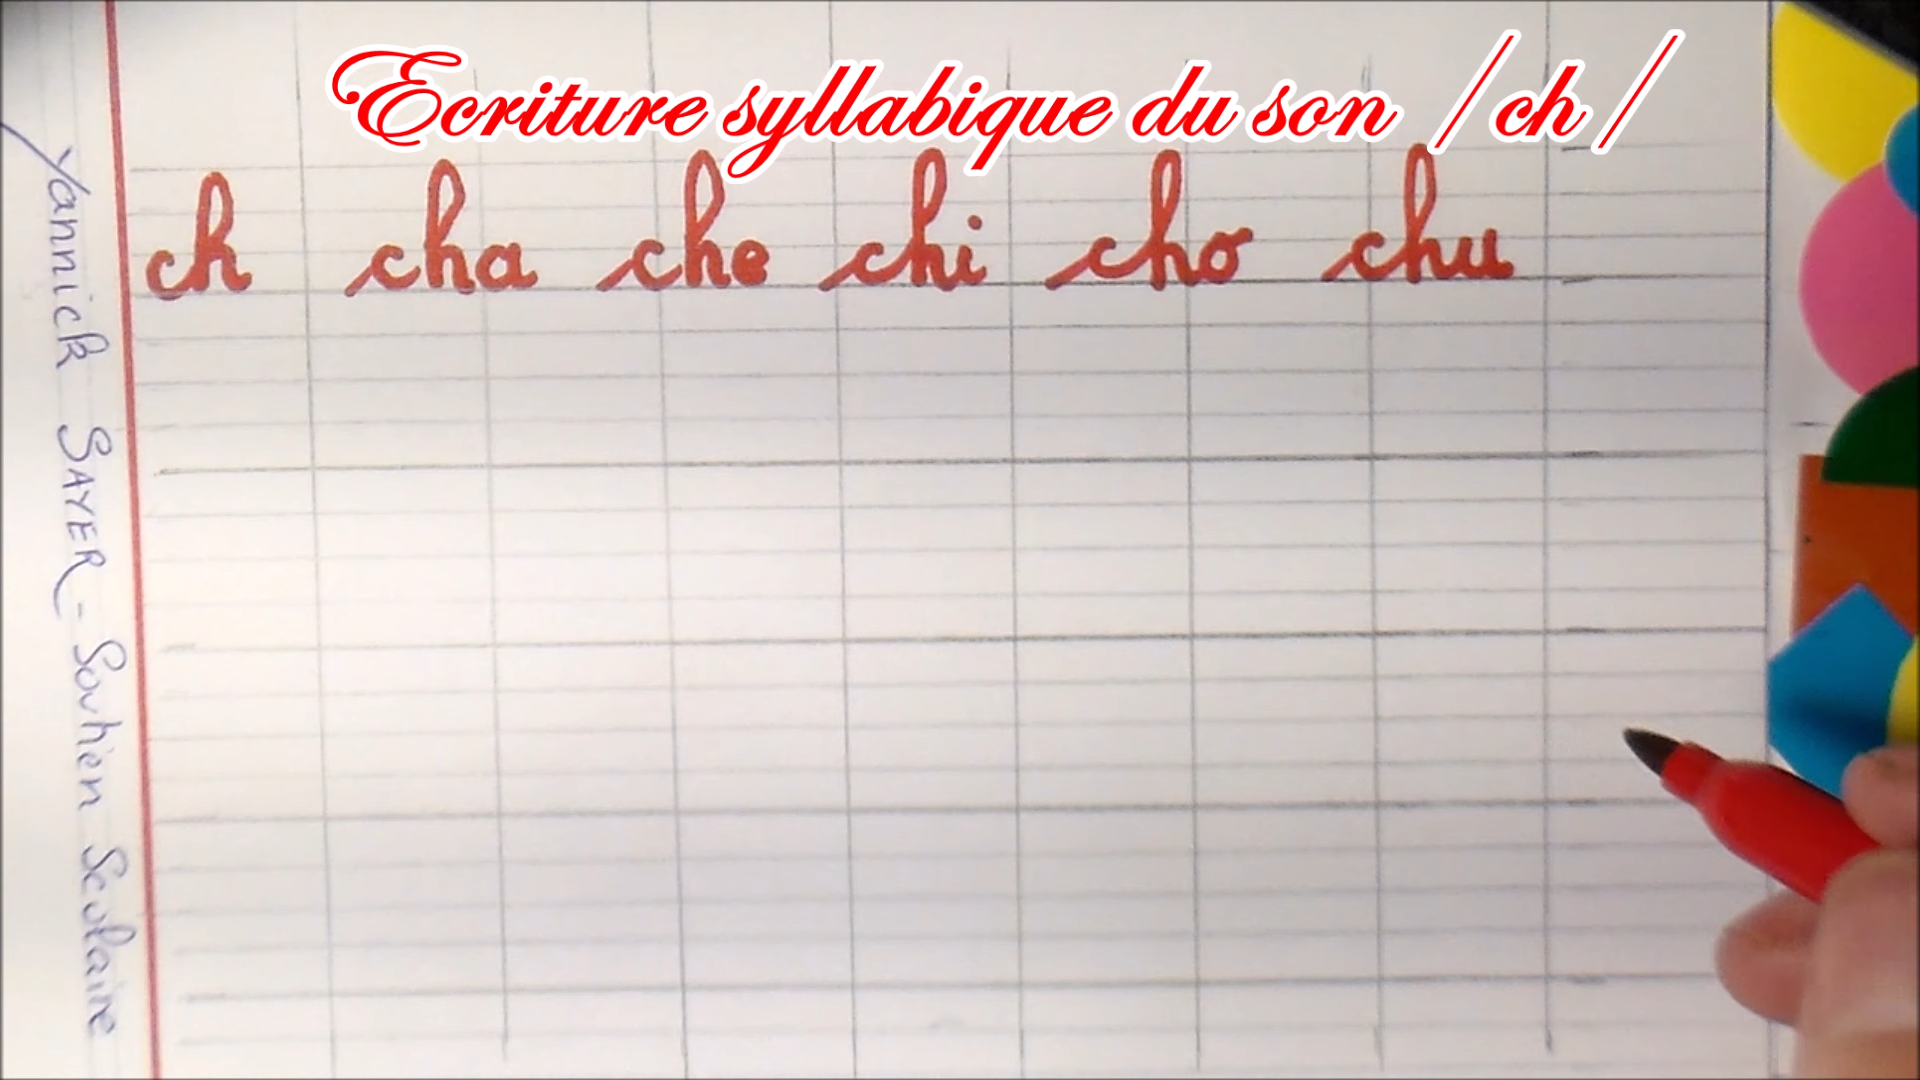 Ecriture syllabique du son /ch/
ch cha che chi cho chu
Yannick SAYER - Soutien Scolaire